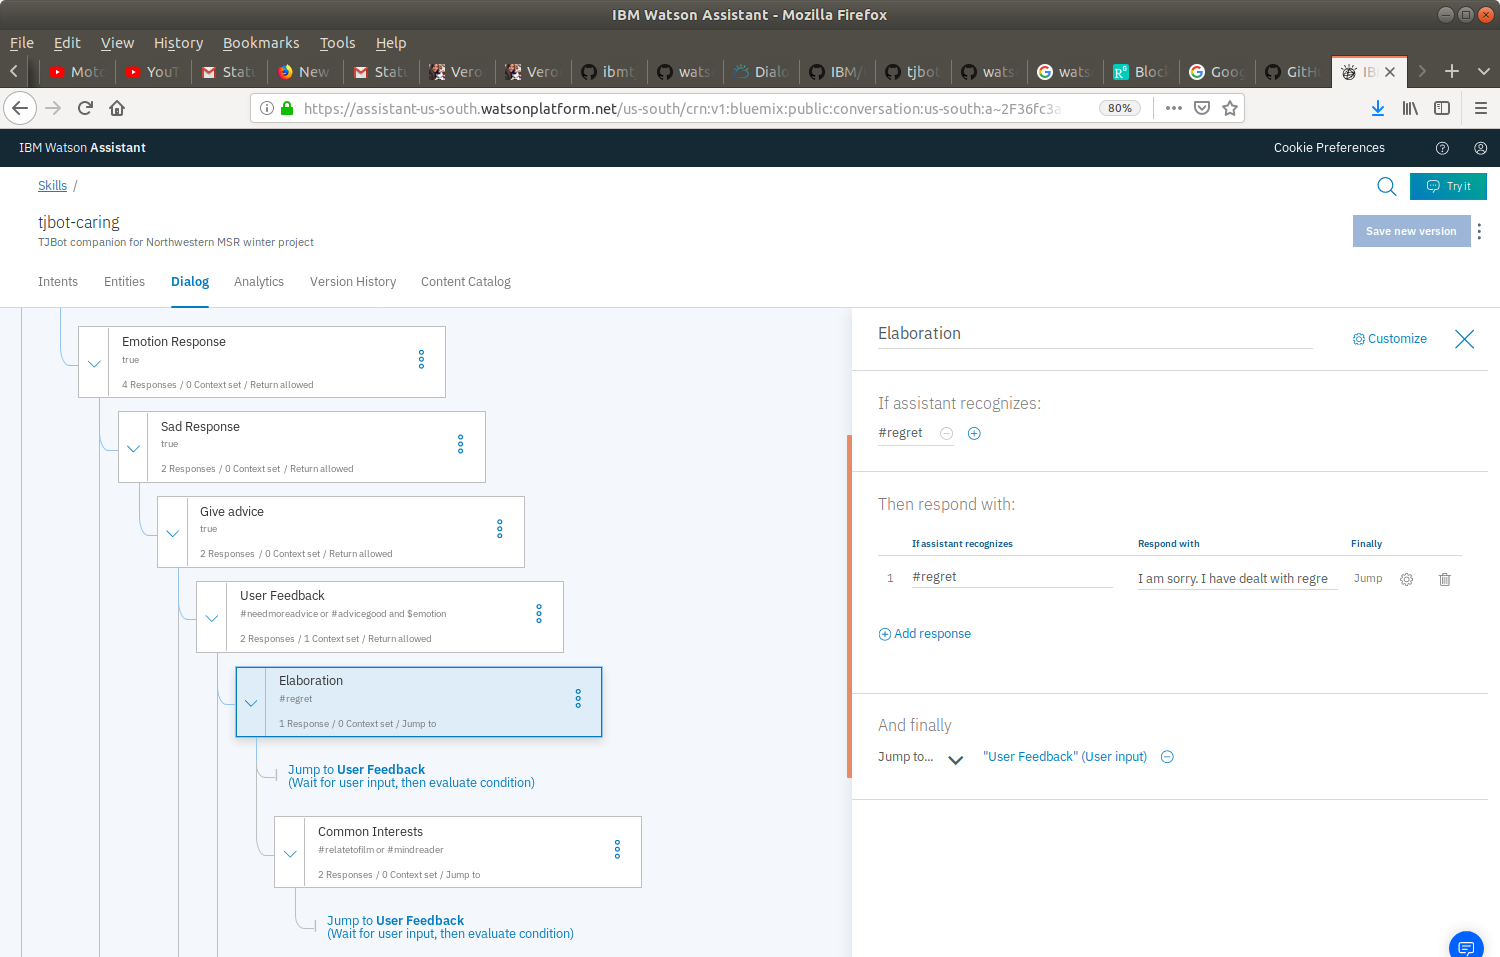 IBM Watson Assistant - Mozilla Firefox
File Edit View History Bookmarks Tools Help
Moto YouT Statu New Statu Vero Vero ibmt wats Dialo IBM/ tjbot wats wats Bloc Goog GitHu IB
https://assistant-us-south.watsonplatform.net/us-south/crn:v1:bluemix:public:conversation:us-south:a~2F36fc3a 80%
IBM Watson Assistant Cookie Preferences
Skills /
Try it
tjbot-caring
TJBot companion for Northwestern MSR winter project
Save new version
Intents Entities Dialog Analytics Version History Content Catalog
Emotion Response
true
4 Responses / 0 Context set / Return allowed
Sad Response
true
2 Responses / 0 Context set / Return allowed
Give advice
true
2 Responses / 0 Context set / Return allowed
User Feedback
#needmoreadvice or #advicegood and $emotion
2 Responses / 1 Context set / Return allowed
Elaboration
#regret
1 Response / 0 Context set / Jump to
Jump to User Feedback
(Wait for user input, then evaluate condition)
Common Interests
#relatetofilm or #mindreader
2 Responses / 0 Context set / Jump to
Jump to User Feedback
(Wait for user input, then evaluate condition)
Elaboration
Customize
If assistant recognizes:
#regret
Then respond with:
If assistant recognizes Respond with Finally
1 #regret I am sorry. I have dealt with regre Jump
Add response
And finally
Jump to... "User Feedback" (User input)